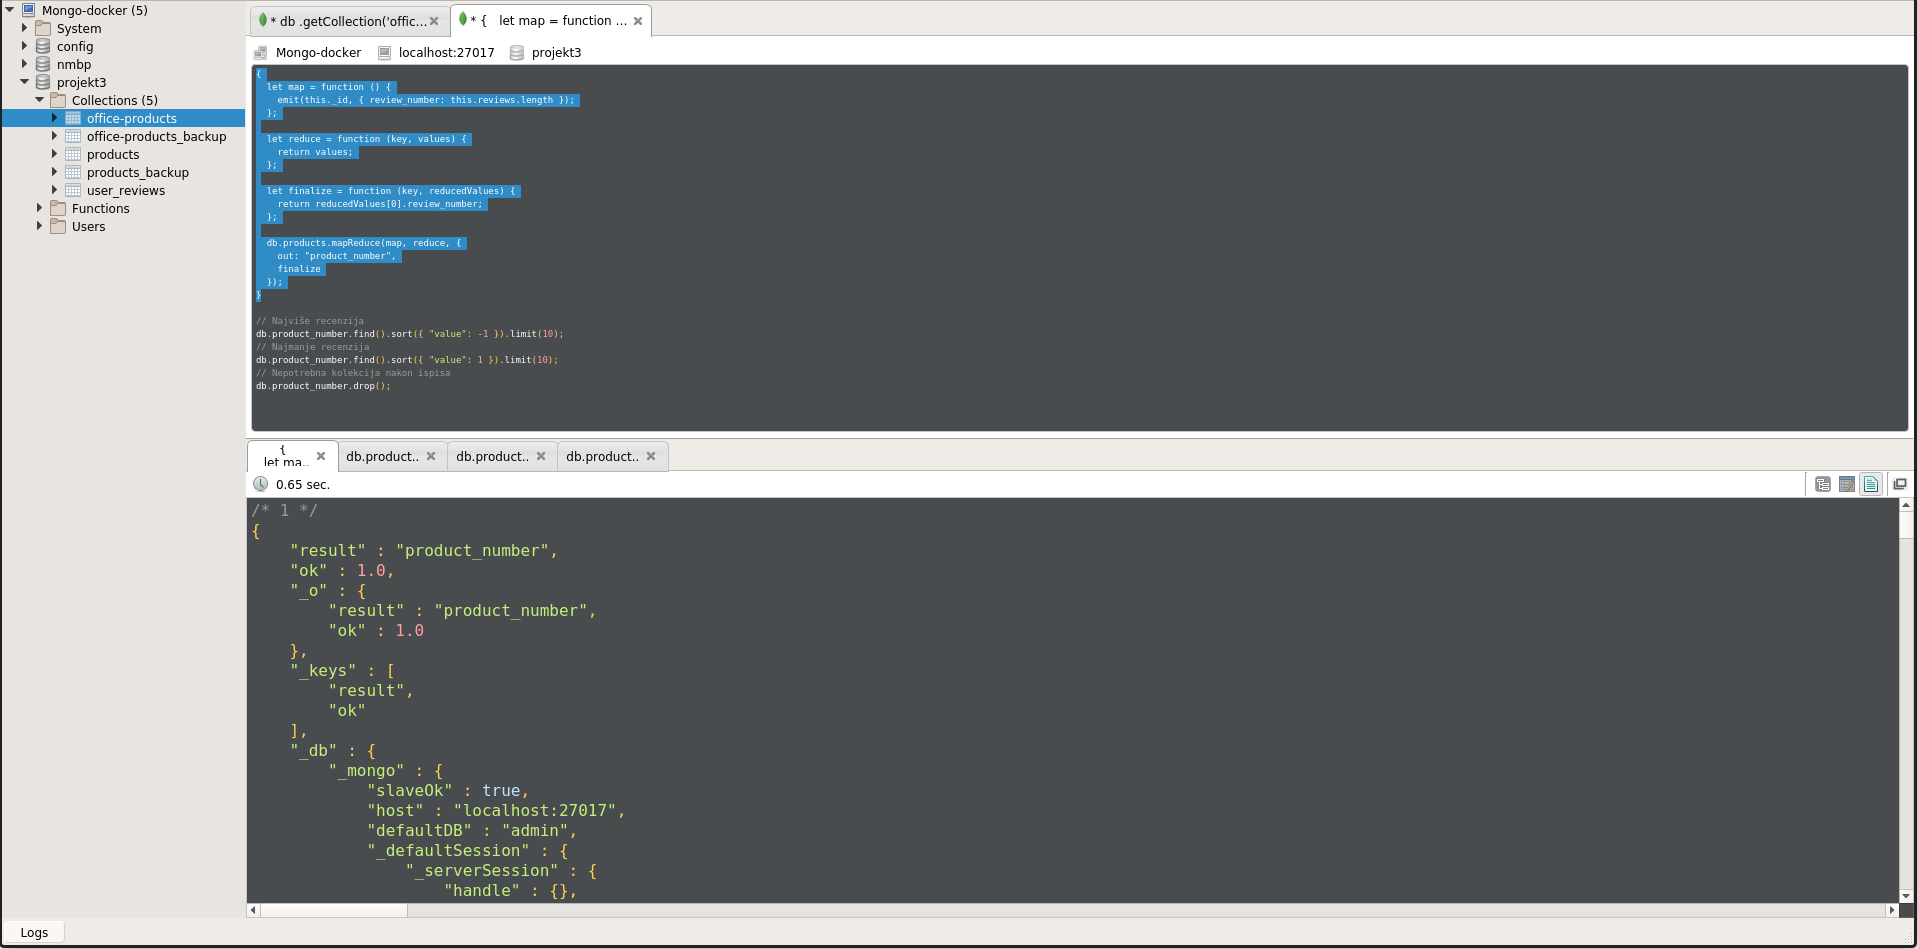 Mongo-docker (5)
System
config
nmbp
projekt3
Collections (5)
office-products
office-products_backup
products
products_backup
user_reviews
Functions
Users
* db .getCollection('offic...
* {   let map = function ...
Mongo-docker localhost:27017 projekt3
{
  let map = function () {
    emit(this._id, { review_number: this.reviews.length });
  };

  let reduce = function (key, values) {
    return values;
  };

  let finalize = function (key, reducedValues) {
    return reducedValues[0].review_number;
  };

  db.products.mapReduce(map, reduce, {
    out: "product_number",
    finalize
  });
}

// Najviše recenzija
db.product_number.find().sort({ "value": -1 }).limit(10);
// Najmanje recenzija
db.product_number.find().sort({ "value": 1 }).limit(10);
// Nepotrebna kolekcija nakon ispisa
db.product_number.drop();
{
let ma..
db.product..
db.product..
db.product..
0.65 sec.
/* 1 */
{
    "result" : "product_number",
    "ok" : 1.0,
    "_o" : {
        "result" : "product_number",
        "ok" : 1.0
    },
    "_keys" : [
        "result",
        "ok"
    ],
    "_db" : {
        "_mongo" : {
            "slaveOk" : true,
            "host" : "localhost:27017",
            "defaultDB" : "admin",
            "_defaultSession" : {
                "_serverSession" : {
                    "handle" : {},
Logs